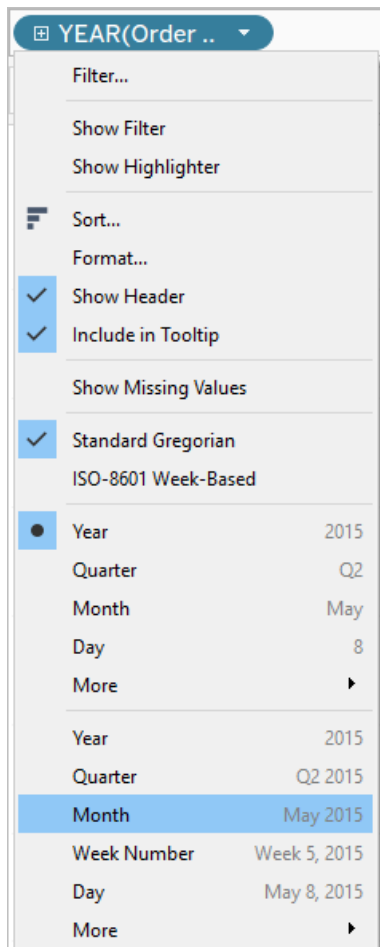 YEAR(Order ..
Filter...
Show Filter
Show Highlighter
Sort...
Format...
Show Header
Include in Tooltip
Show Missing Values
Standard Gregorian
ISO-8601 Week-Based
Year 2015
Quarter Q2
Month May
Day 8
More
Year 2015
Quarter Q2 2015
Month May 2015
Week Number Week 5, 2015
Day May 8, 2015
More